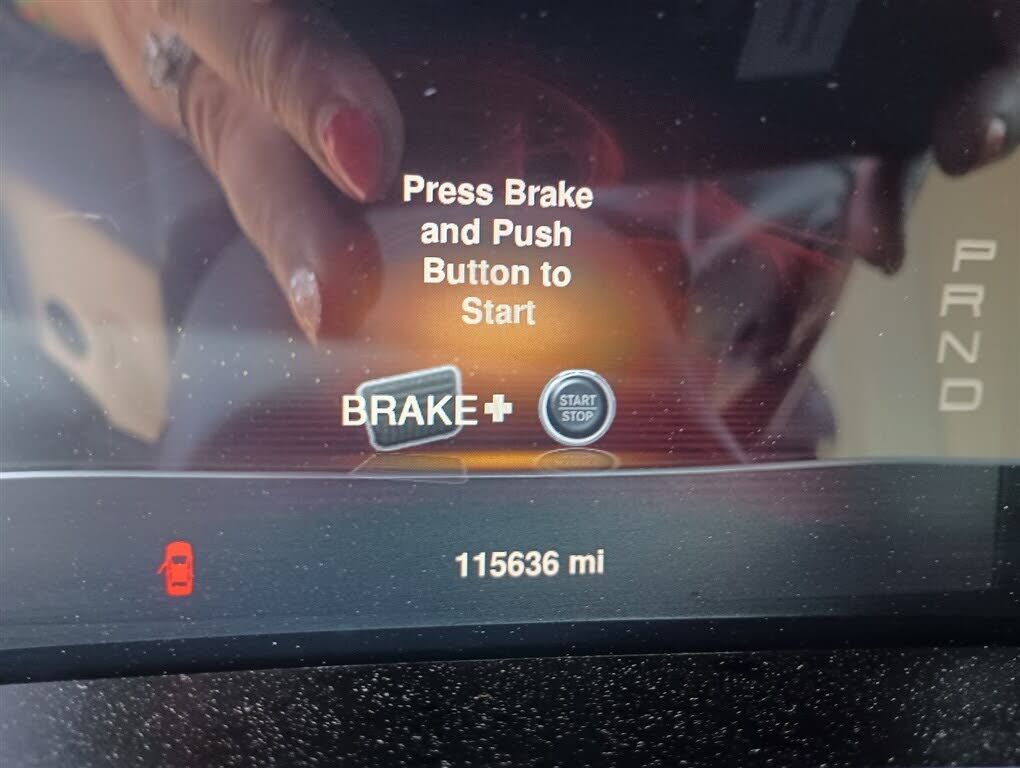 Press Brake
and Push
Button to
Start
BRAKE+
START
STOP
115636 mi
P
R
N
D